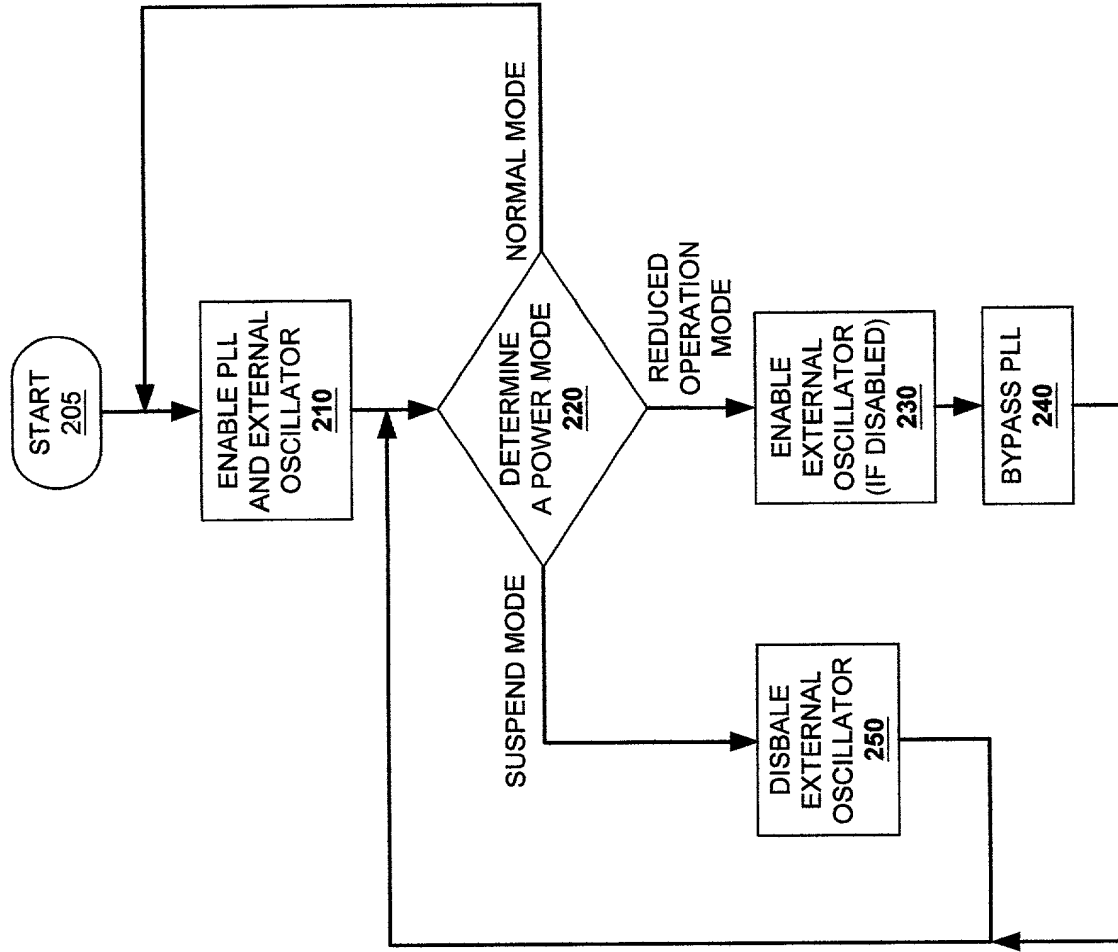 START
205
ENABLE PLL
AND EXTERNAL
OSCILLATOR
210
NORMAL MODE
DETERMINE
A POWER MODE
220
SUSPEND MODE
REDUCED
OPERATION
MODE
ENABLE
EXTERNAL
OSCILLATOR
(IF DISABLED)
230
BYPASS PLL
240
DISBALE
EXTERNAL
OSCILLATOR
250